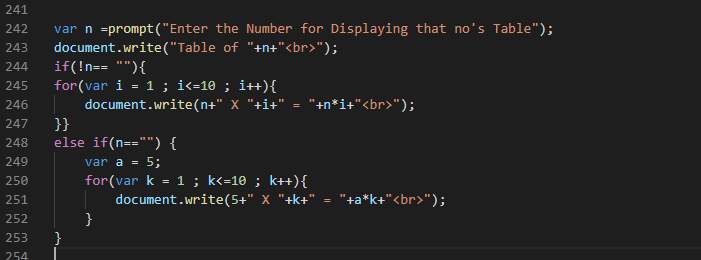 241
242 var n =prompt("Enter the Number for Displaying that no's Table");
243 document.write("Table of "+n+"<br>");
244 if(!n== ""){
245 for(var i = 1 ; i<=10 ; i++){
246 document.write(n+" X "+i+" = "+n*i+"<br>");
247 }}
248 else if(n=="") {
249 var a = 5;
250 for(var k = 1 ; k<=10 ; k++){
251 document.write(5+" X "+k+" = "+a*k+"<br>");
252 }
253 }
254